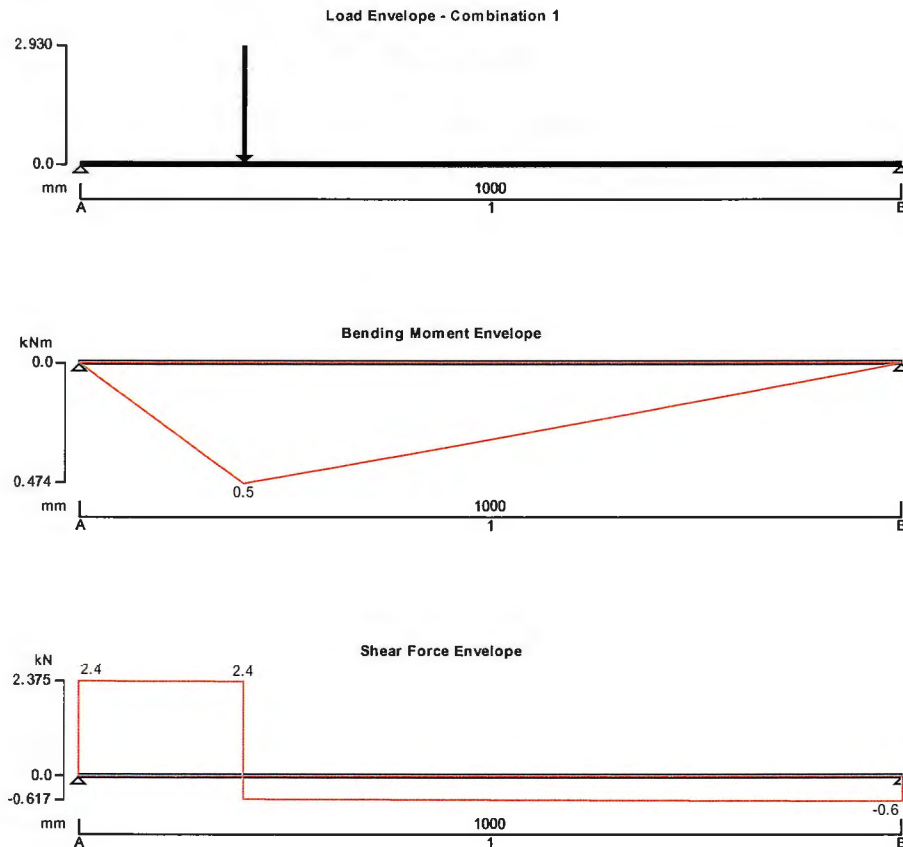 Load Envelope - Combination 1
2.930
0.0
mm
1000
A
1
B
Bending Moment Envelope
kNm
0.0
0.474
0.5
mm
1000
A
1
B
Shear Force Envelope
kN
2.375
2.4
2.4
0.0
-0.617
-0.6
mm
1000
A
1
B